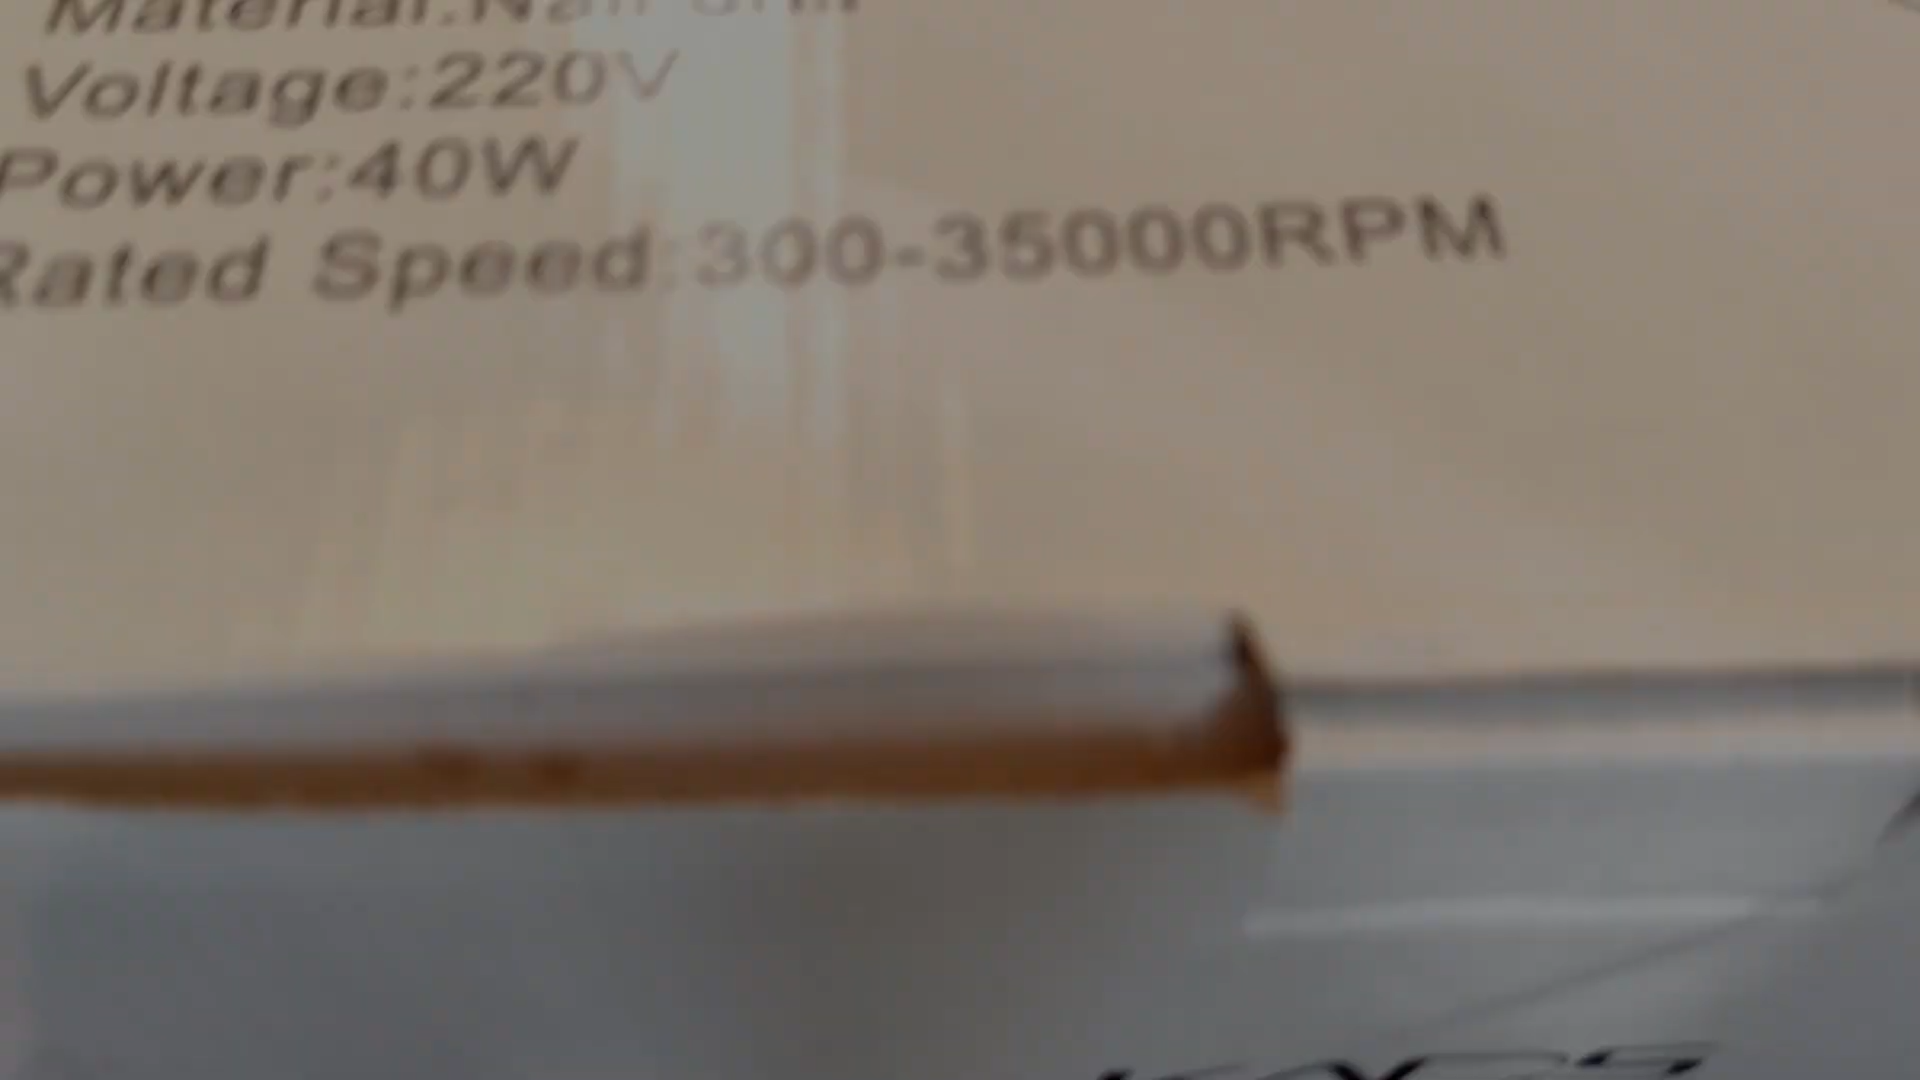 Material:Nail drill
Voltage:220V
Power:40W
Rated Speed:300-35000RPM